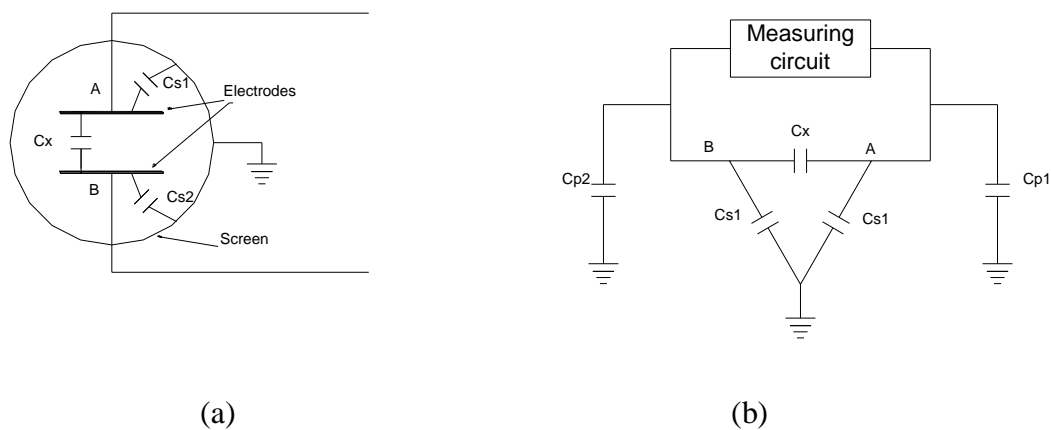 A
Cs1
Electrodes
Cx
B
Cs2
Screen
(a)
Measuring
circuit
Cx
B
A
Cp2
Cp1
Cs1
Cs1
(b)